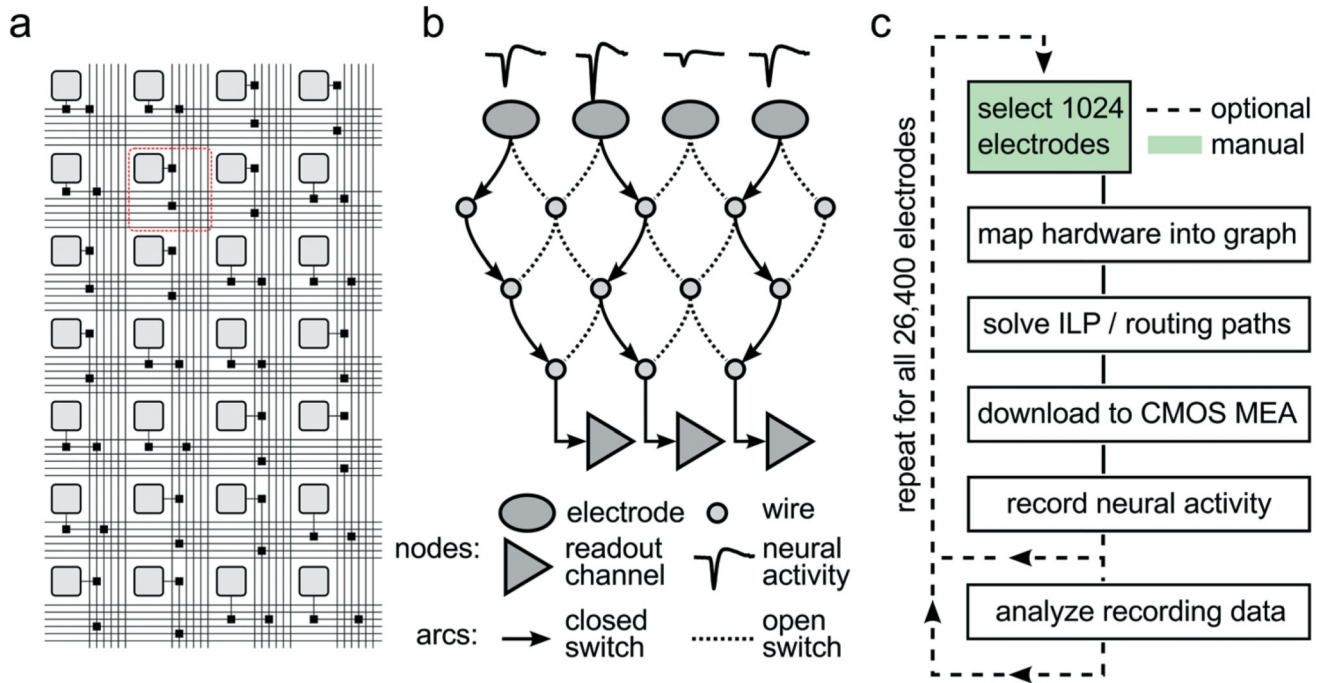 a
b
c
select 1024
electrodes
optional
manual
map hardware into graph
solve ILP / routing paths
download to CMOS MEA
record neural activity
analyze recording data
repeat for all 26,400 electrodes
electrode
wire
nodes:
readout
channel
neural
activity
arcs:
closed
switch
open
switch